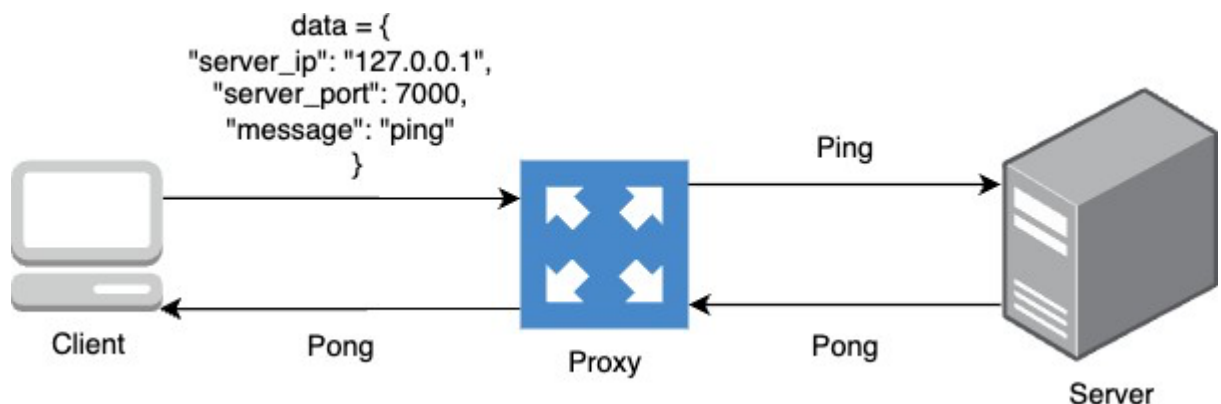 data = {
"server_ip": "127.0.0.1",
"server_port": 7000,
"message": "ping"
}
Ping
Client
Pong
Proxy
Pong
Server